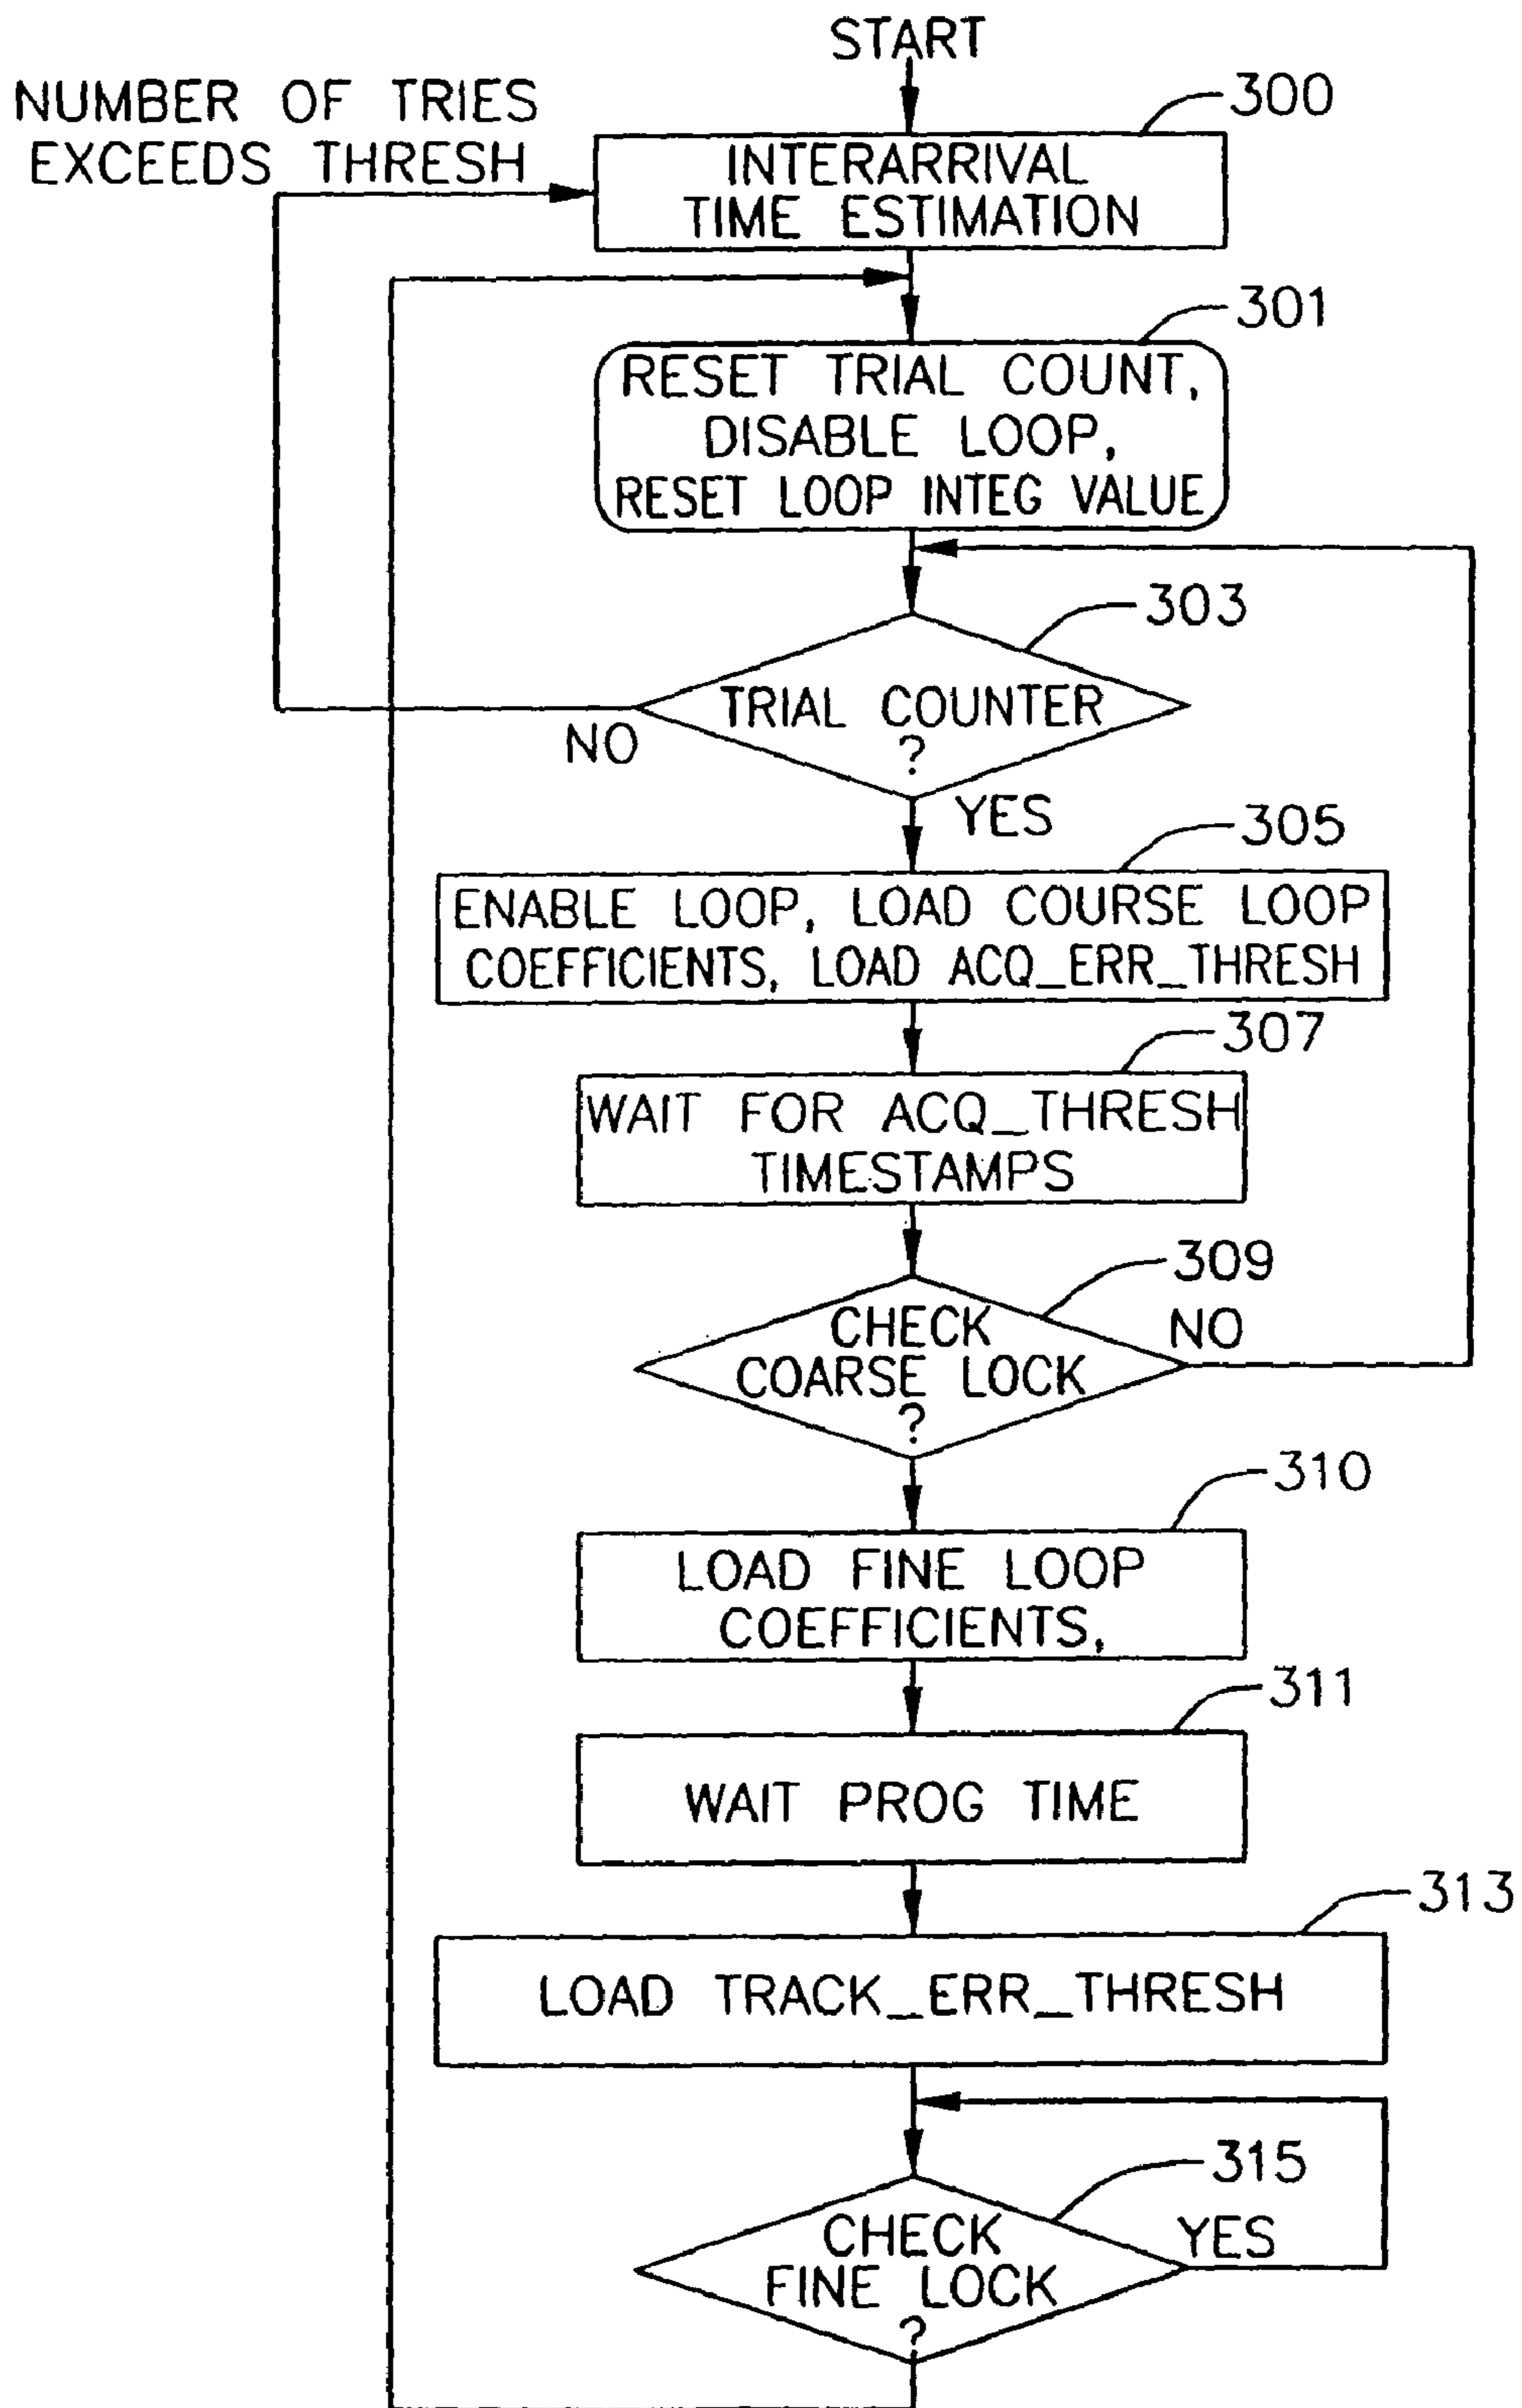 START
NUMBER OF TRIES
EXCEEDS THRESH
300
INTERARRIVAL
TIME ESTIMATION
301
RESET TRIAL COUNT,
DISABLE LOOP,
RESET LOOP INTEG VALUE
303
TRIAL COUNTER
?
NO
YES
305
ENABLE LOOP, LOAD COURSE LOOP
COEFFICIENTS, LOAD ACQ_ERR_THRESH
307
WAIT FOR ACQ_THRESH
TIMESTAMPS
309
CHECK
COARSE LOCK
?
NO
310
LOAD FINE LOOP
COEFFICIENTS,
311
WAIT PROG TIME
313
LOAD TRACK_ERR_THRESH
315
CHECK
FINE LOCK
?
YES